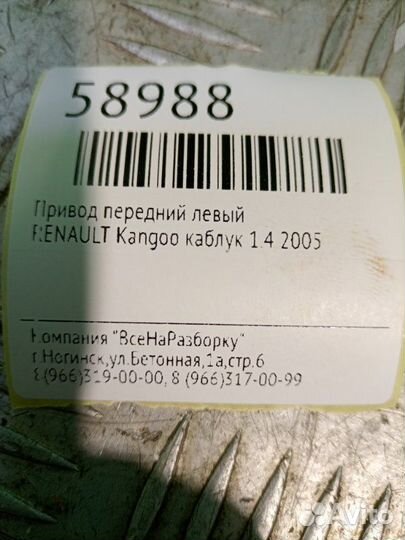 58988
Привод передний левый
RENAULT Kangoo каблук 1.4 2005
Компания "ВсеНаРазборку"
г.Ногинск,ул.Бетонная,1а,стр.6
8(966)319-00-00, 8 (966)317-00-99
Avito